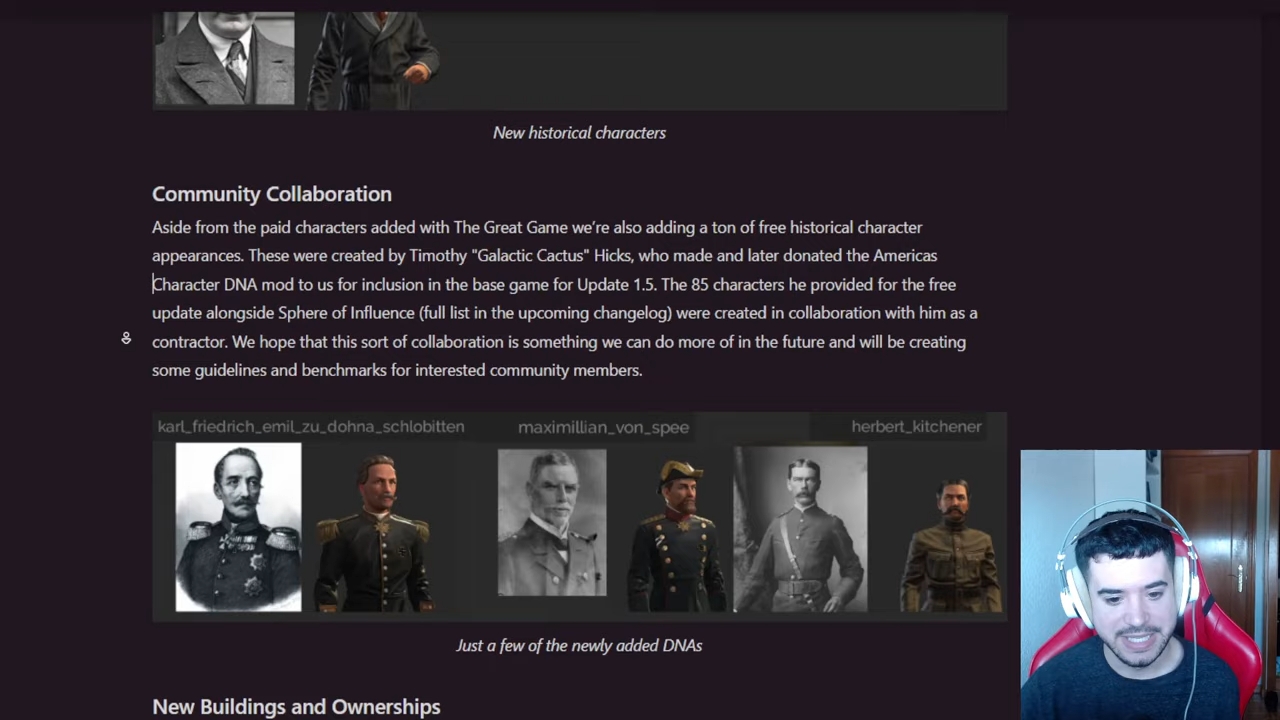 New historical characters
Community Collaboration
Aside from the paid characters added with The Great Game we're also adding a ton of free historical character
appearances. These were created by Timothy "Galactic Cactus" Hicks, who made and later donated the Americas
Character DNA mod to us for inclusion in the base game for Update 1.5. The 85 characters he provided for the free
update alongside Sphere of Influence (full list in the upcoming changelog) were created in collaboration with him as a
contractor. We hope that this sort of collaboration is something we can do more of in the future and will be creating
some guidelines and benchmarks for interested community members.
karl_friedrich_emil_zu_dohna_schlobitten maximillian_von_spee herbert_kitchener
Just a few of the newly added DNAs
New Buildings and Ownerships